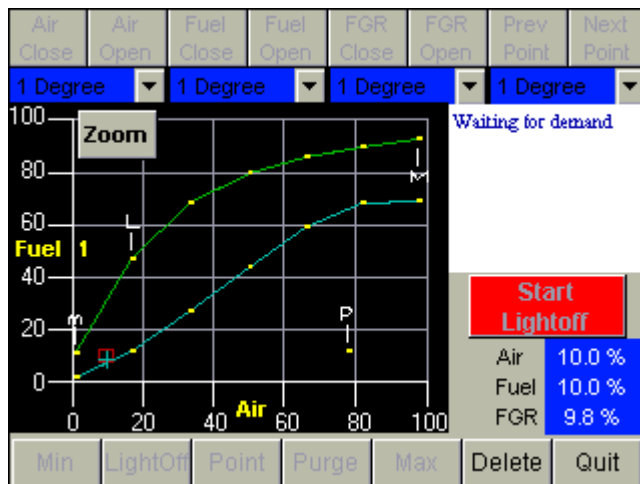 Air Close Air Open Fuel Close Fuel Open FGR Close FGR Open Prev Point Next Point
1 Degree 1 Degree 1 Degree 1 Degree
100
Zoom
Waiting for demand
80
M
60
L
Fuel 1
40
20
P
0
0 20 40 Air 60 80 100
Start
Lightoff
Air 10.0 %
Fuel 10.0 %
FGR 9.8 %
Min LightOff Point Purge Max Delete Quit